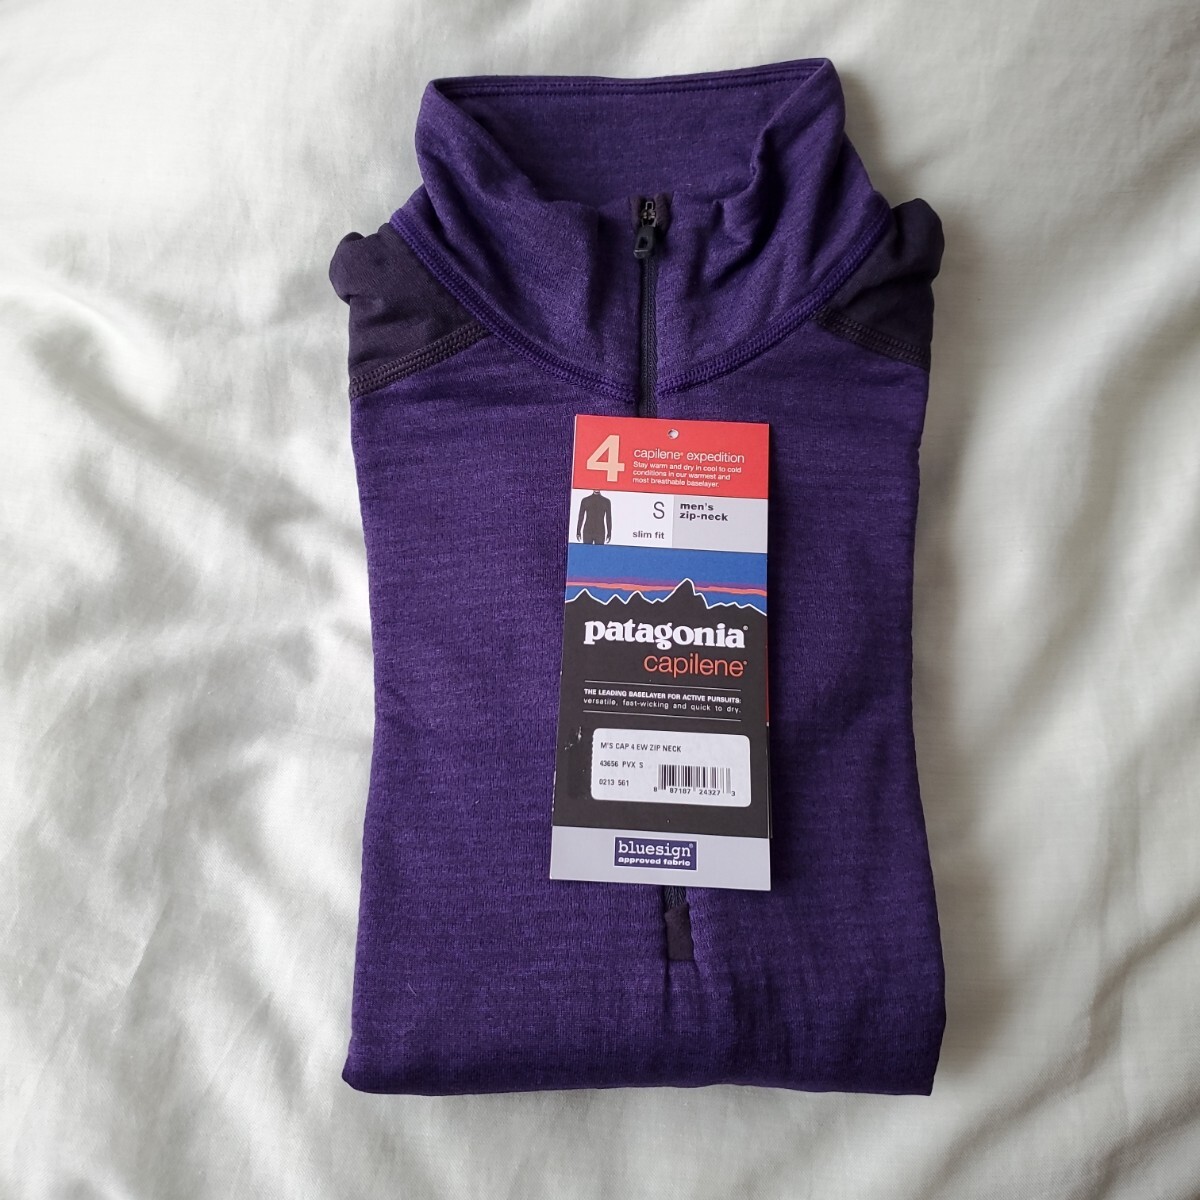 4
capilene® expedition
Stay warm and dry in cool to cold
conditions in our warmest and
most breathable baselayer.
S
slim fit
men's
zip-neck
patagonia®
capilene®
THE LEADING BASELAYER FOR ACTIVE PURSUITS:
versatile, fast-wicking and quick to dry.
M'S CAP 4 EW ZIP NECK
43656 PVX S
0213 561
8 87187 24327 3
bluesign®
approved fabric